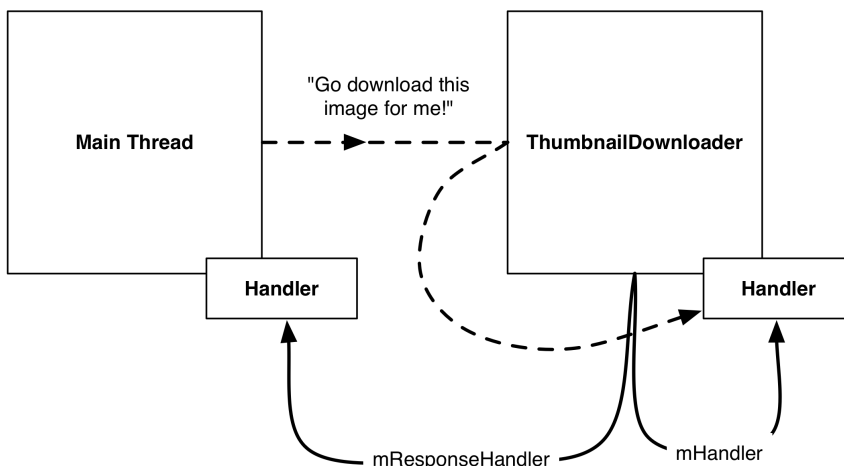 "Go download this
image for me!"
Main Thread
ThumbnailDownloader
Handler
Handler
mResponseHandler
mHandler